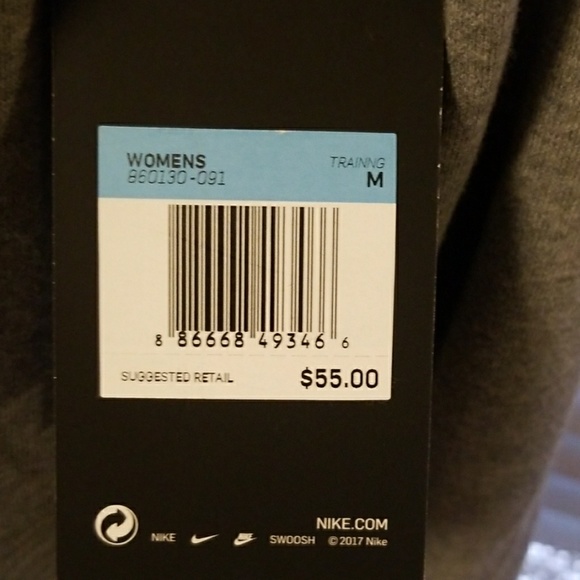 WOMENS
860130-091
TRAINNG
M
8 86668 49346 6
SUGGESTED RETAIL $55.00
NIKE.COM
NIKE SWOOSH © 2017 Nike